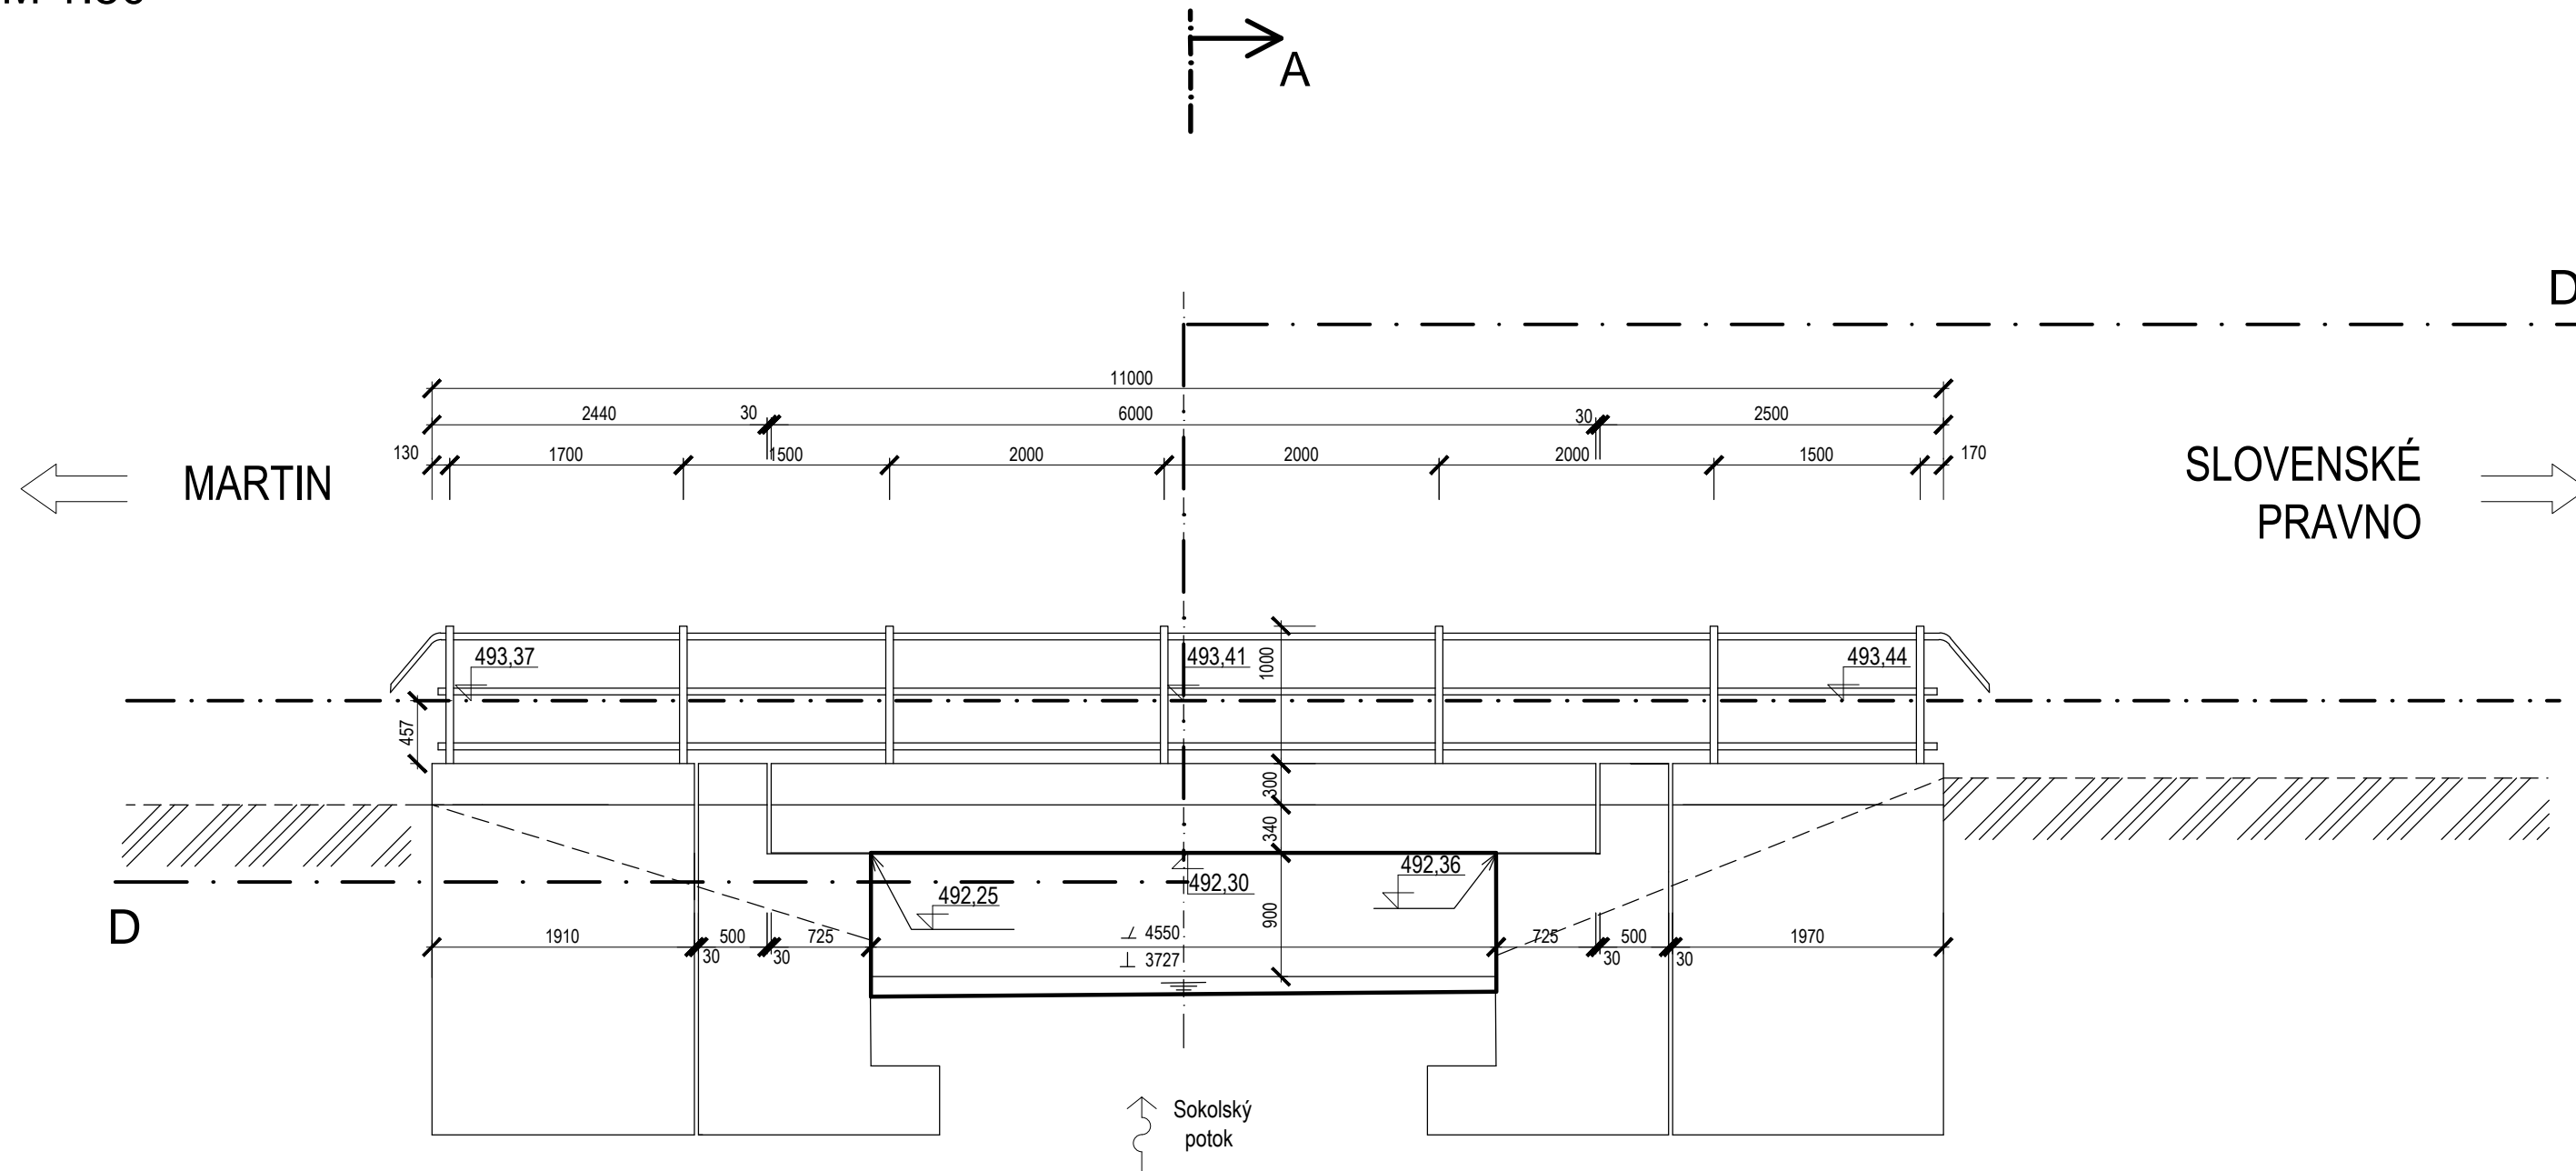 A
D
11000
2440 30 6000 30 2500
130 1700 1500 2000 2000 2000 1500 170
MARTIN
SLOVENSKÉ
PRAVNO
493,37 493,41 1000 493,44
457
300
340
492,25 492,30 492,36
900
D
1910 30 500 30 725 4550 725 30 500 30 1970
⊥ 3727
Sokolský
potok